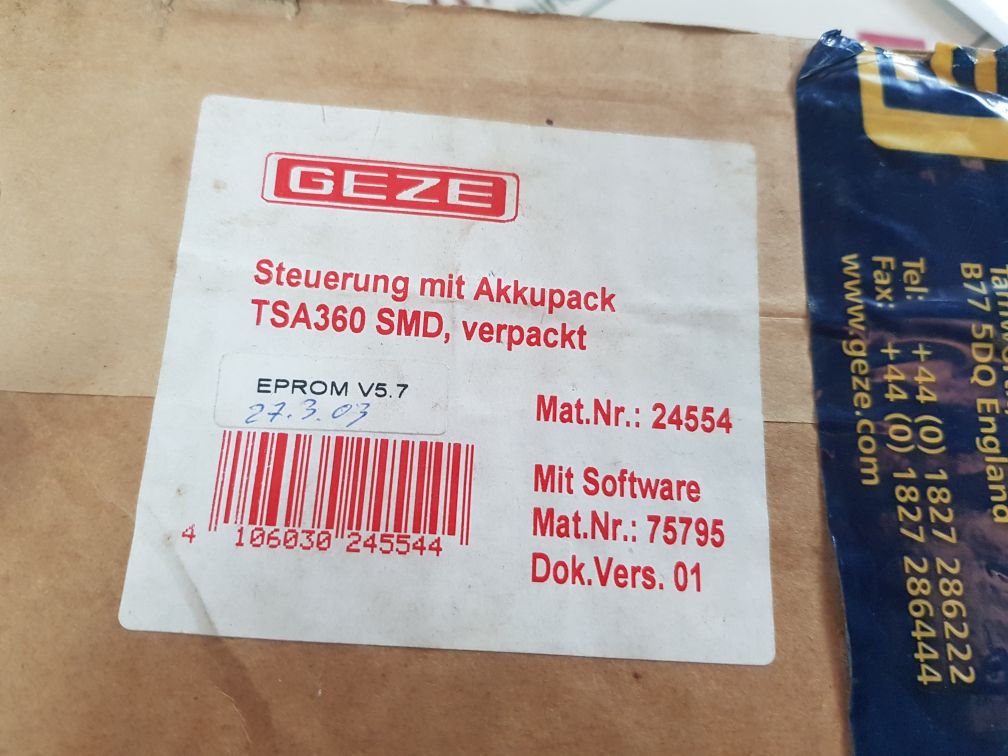 GEZE
Steuerung mit Akkupack
TSA360 SMD, verpackt
EPROM V5.7
27.3.03
Mat.Nr.: 24554
Mit Software
Mat.Nr.: 75795
Dok.Vers. 01
4 106030 245544
B77 5DQ England
Tel: +44 (0) 1827 286222
Fax: +44 (0) 1827 286444
www.geze.com